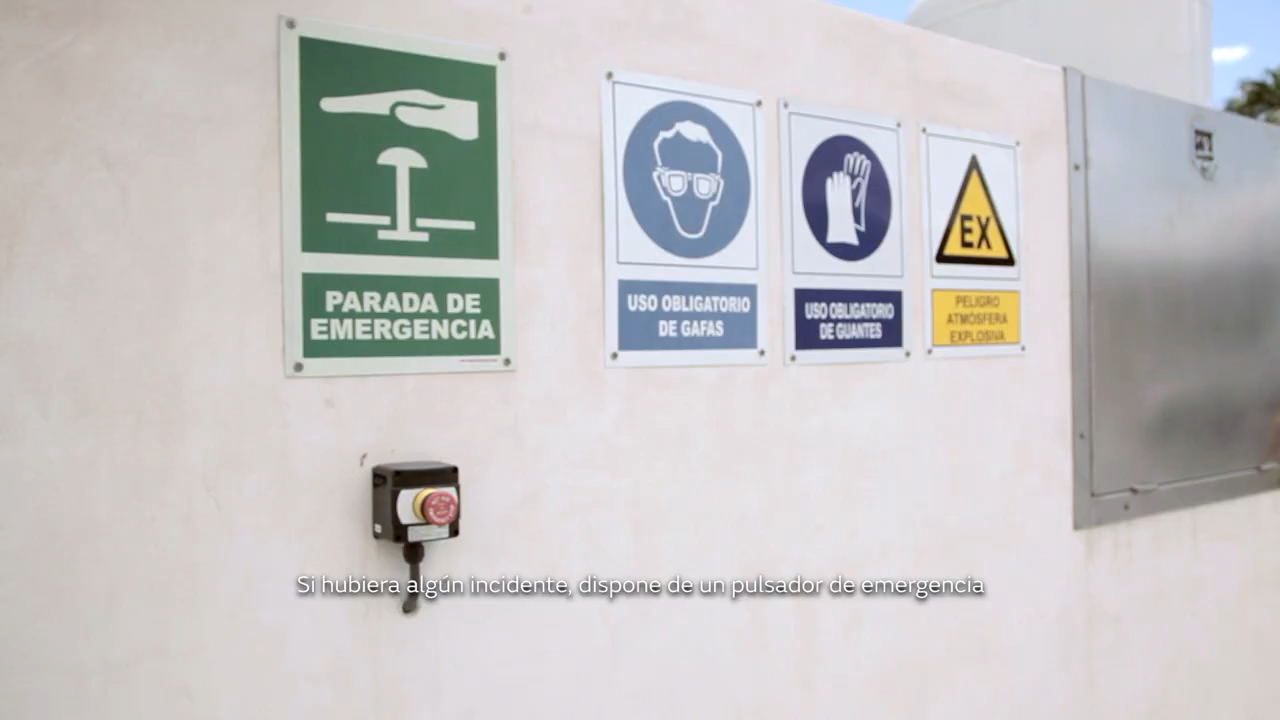 PARADA DE
EMERGENCIA
USO OBLIGATORIO
DE GAFAS
USO OBLIGATORIO
DE GUANTES
EX
PELIGRO
ATMÓSFERA
EXPLOSIVA
Si hubiera algún incidente, dispone de un pulsador de emergencia